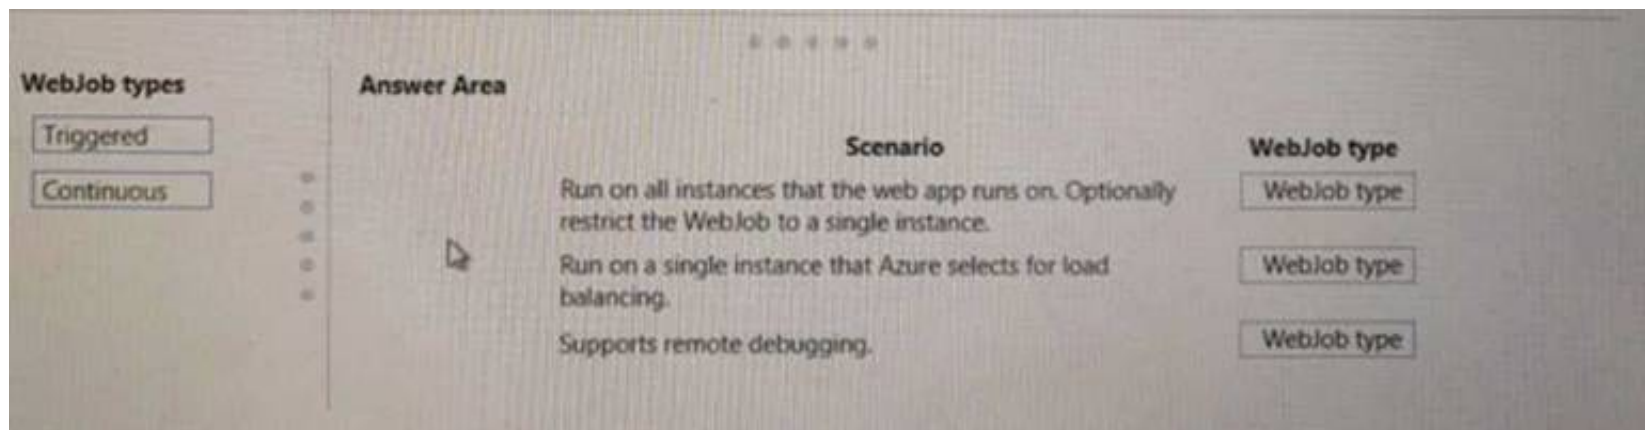 WebJob types
Triggered
Continuous
Answer Area
Scenario
WebJob type
Run on all instances that the web app runs on. Optionally
restrict the WebJob to a single instance.
WebJob type
Run on a single instance that Azure selects for load
balancing.
WebJob type
Supports remote debugging.
WebJob type